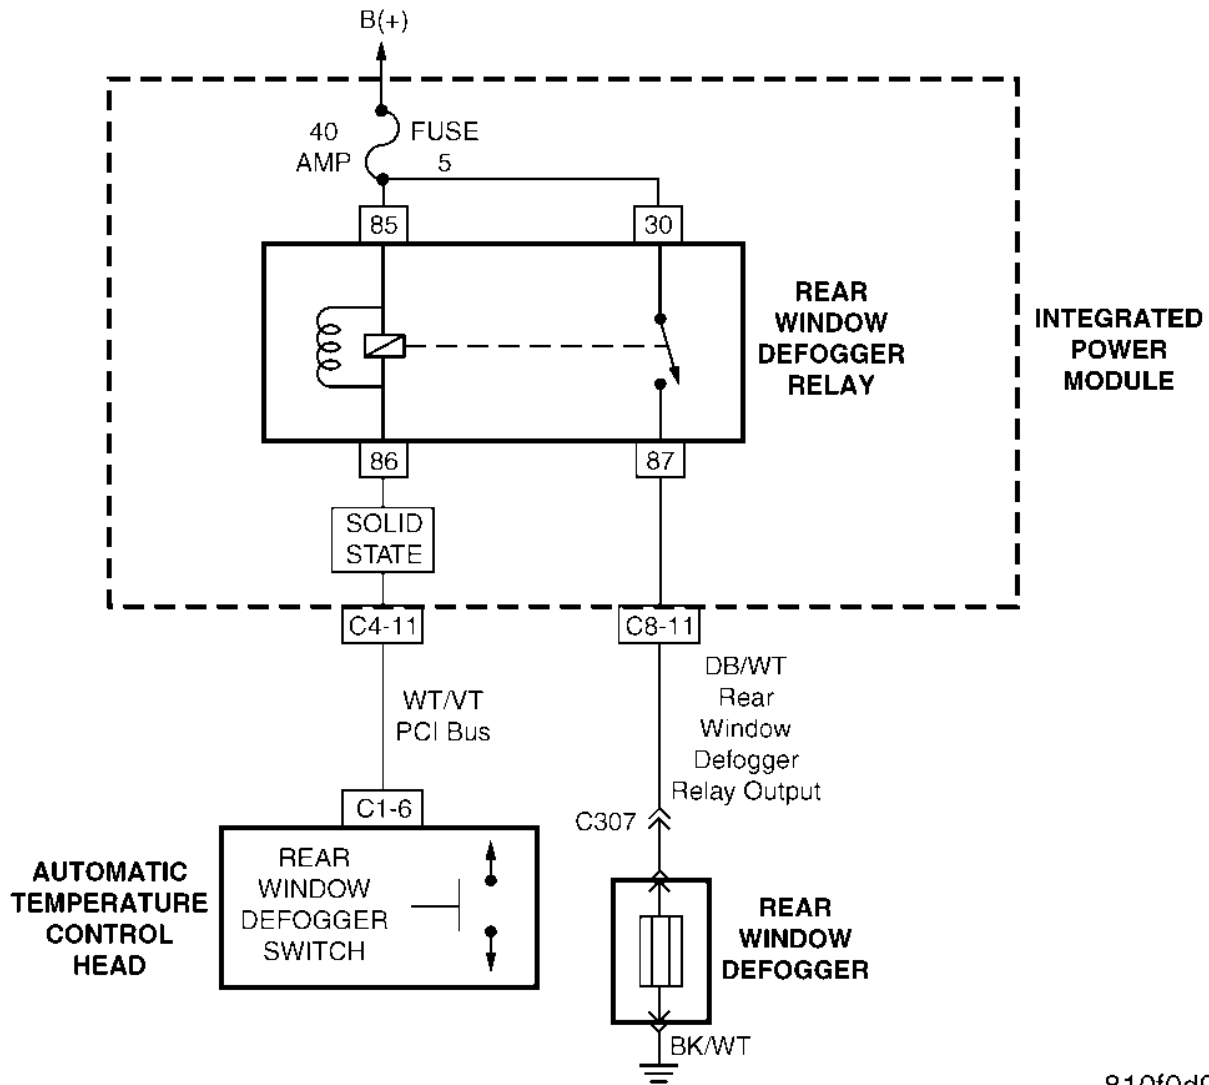 B(+)
40
AMP
FUSE
5
85
30
REAR
WINDOW
DEFOGGER
RELAY
INTEGRATED
POWER
MODULE
86
87
SOLID
STATE
C4-11
C8-11
WT/VT
PCI Bus
DB/WT
Rear
Window
Defogger
Relay Output
C1-6
C307
AUTOMATIC
TEMPERATURE
CONTROL
HEAD
REAR
WINDOW
DEFOGGER
SWITCH
REAR
WINDOW
DEFOGGER
BK/WT